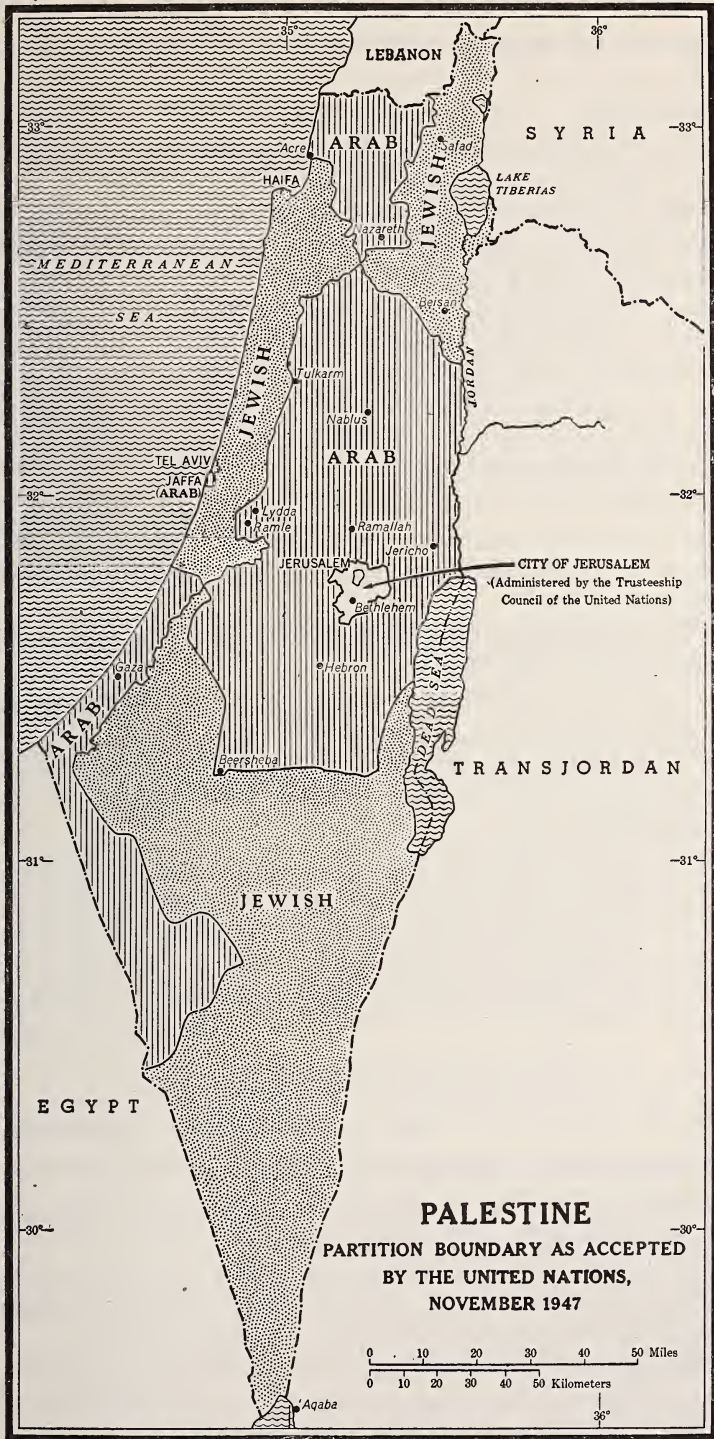 35°
36°
LEBANON
33°
33°
SYRIA
ARAB
Acre
Safad
HAIFA
JEWISH
LAKE
TIBERIAS
Nazareth
MEDITERRANEAN
SEA
Beisan
JEWISH
Tulkarm
JORDAN
Nablus
ARAB
TEL AVIV
JAFFA
(ARAB)
32°
32°
Lydda
Ramle
Ramallah
Jericho
JERUSALEM
CITY OF JERUSALEM
(Administered by the Trusteeship
Council of the United Nations)
Bethlehem
Gaza
Hebron
ARAB
DEAD SEA
Beersheba
TRANSJORDAN
31°
31°
JEWISH
EGYPT
PALESTINE
30°
30°
PARTITION BOUNDARY AS ACCEPTED
BY THE UNITED NATIONS,
NOVEMBER 1947
0 10 20 30 40 50 Miles
0 10 20 30 40 50 Kilometers
'Aqaba
36°